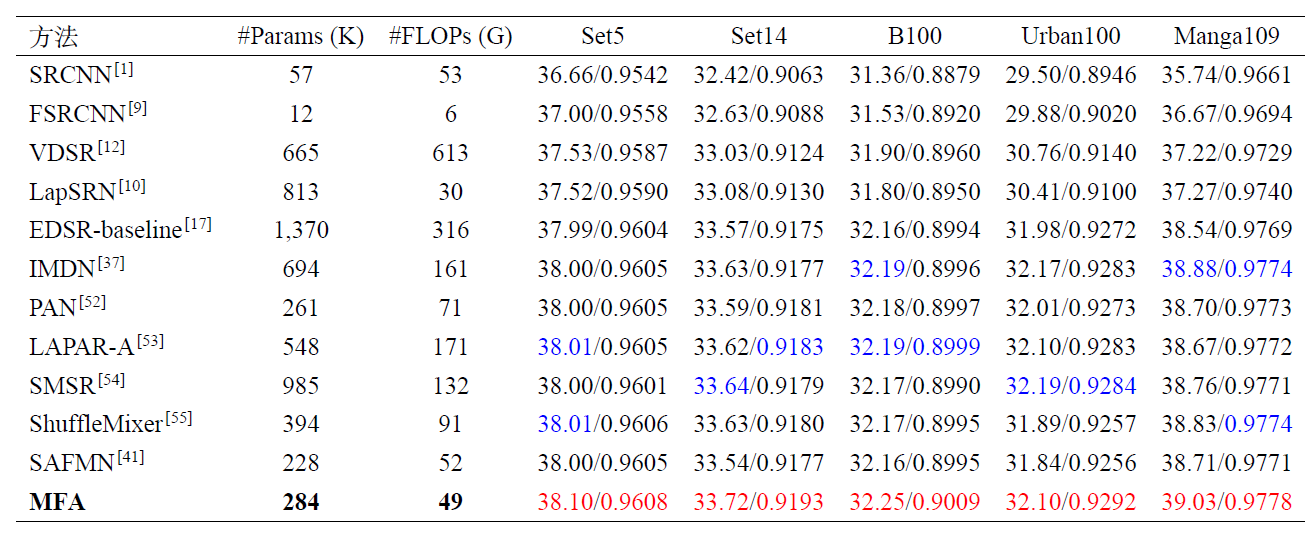 方法 #Params (K) #FLOPs (G) Set5 Set14 B100 Urban100 Manga109
SRCNN[1] 57 53 36.66/0.9542 32.42/0.9063 31.36/0.8879 29.50/0.8946 35.74/0.9661
FSRCNN[9] 12 6 37.00/0.9558 32.63/0.9088 31.53/0.8920 29.88/0.9020 36.67/0.9694
VDSR[12] 665 613 37.53/0.9587 33.03/0.9124 31.90/0.8960 30.76/0.9140 37.22/0.9729
LapSRN[10] 813 30 37.52/0.9590 33.08/0.9130 31.80/0.8950 30.41/0.9100 37.27/0.9740
EDSR-baseline[17] 1,370 316 37.99/0.9604 33.57/0.9175 32.16/0.8994 31.98/0.9272 38.54/0.9769
IMDN[37] 694 161 38.00/0.9605 33.63/0.9177 32.19/0.8996 32.17/0.9283 38.88/0.9774
PAN[52] 261 71 38.00/0.9605 33.59/0.9181 32.18/0.8997 32.01/0.9273 38.70/0.9773
LAPAR-A[53] 548 171 38.01/0.9605 33.62/0.9183 32.19/0.8999 32.10/0.9283 38.67/0.9772
SMSR[54] 985 132 38.00/0.9601 33.64/0.9179 32.17/0.8990 32.19/0.9284 38.76/0.9771
ShuffleMixer[55] 394 91 38.01/0.9606 33.63/0.9180 32.17/0.8995 31.89/0.9257 38.83/0.9774
SAFMN[41] 228 52 38.00/0.9605 33.54/0.9177 32.16/0.8995 31.84/0.9256 38.71/0.9771
MFA 284 49 38.10/0.9608 33.72/0.9193 32.25/0.9009 32.10/0.9292 39.03/0.9778